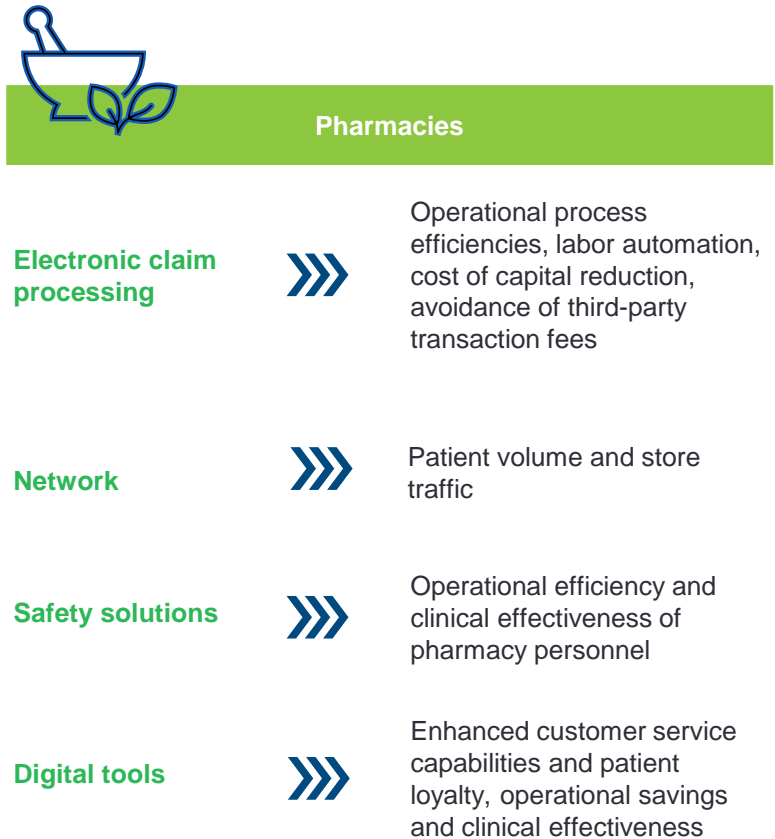 Pharmacies
Electronic claim
processing
Operational process
efficiencies, labor automation,
cost of capital reduction,
avoidance of third-party
transaction fees
Network
Patient volume and store
traffic
Safety solutions
Operational efficiency and
clinical effectiveness of
pharmacy personnel
Digital tools
Enhanced customer service
capabilities and patient
loyalty, operational savings
and clinical effectiveness